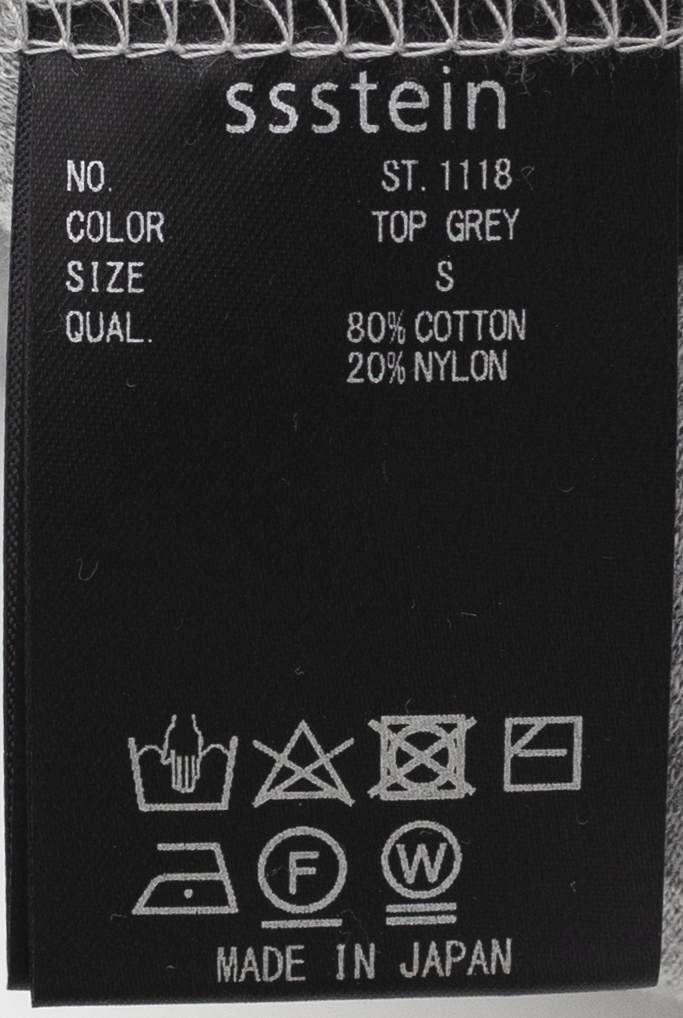 ssstein
NO. ST. 1118
COLOR TOP GREY
SIZE S
QUAL. 80% COTTON
20% NYLON
F W
MADE IN JAPAN